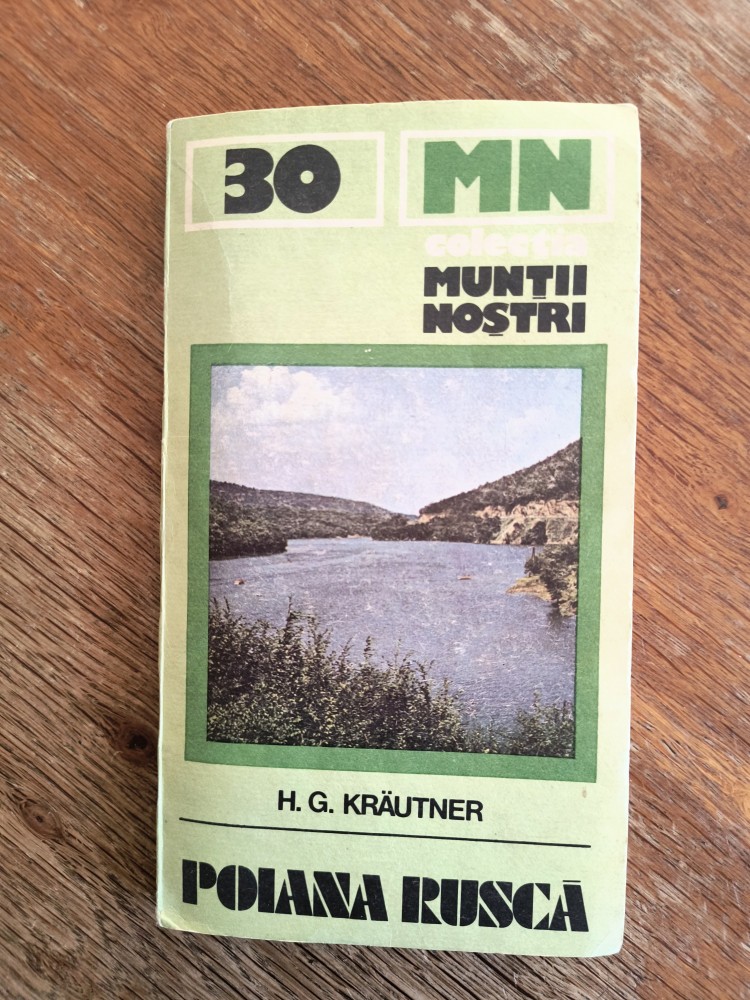 30
MN
colecția
MUNȚII
NOȘTRI
H. G. KRÄUTNER
POIANA RUSCĂ